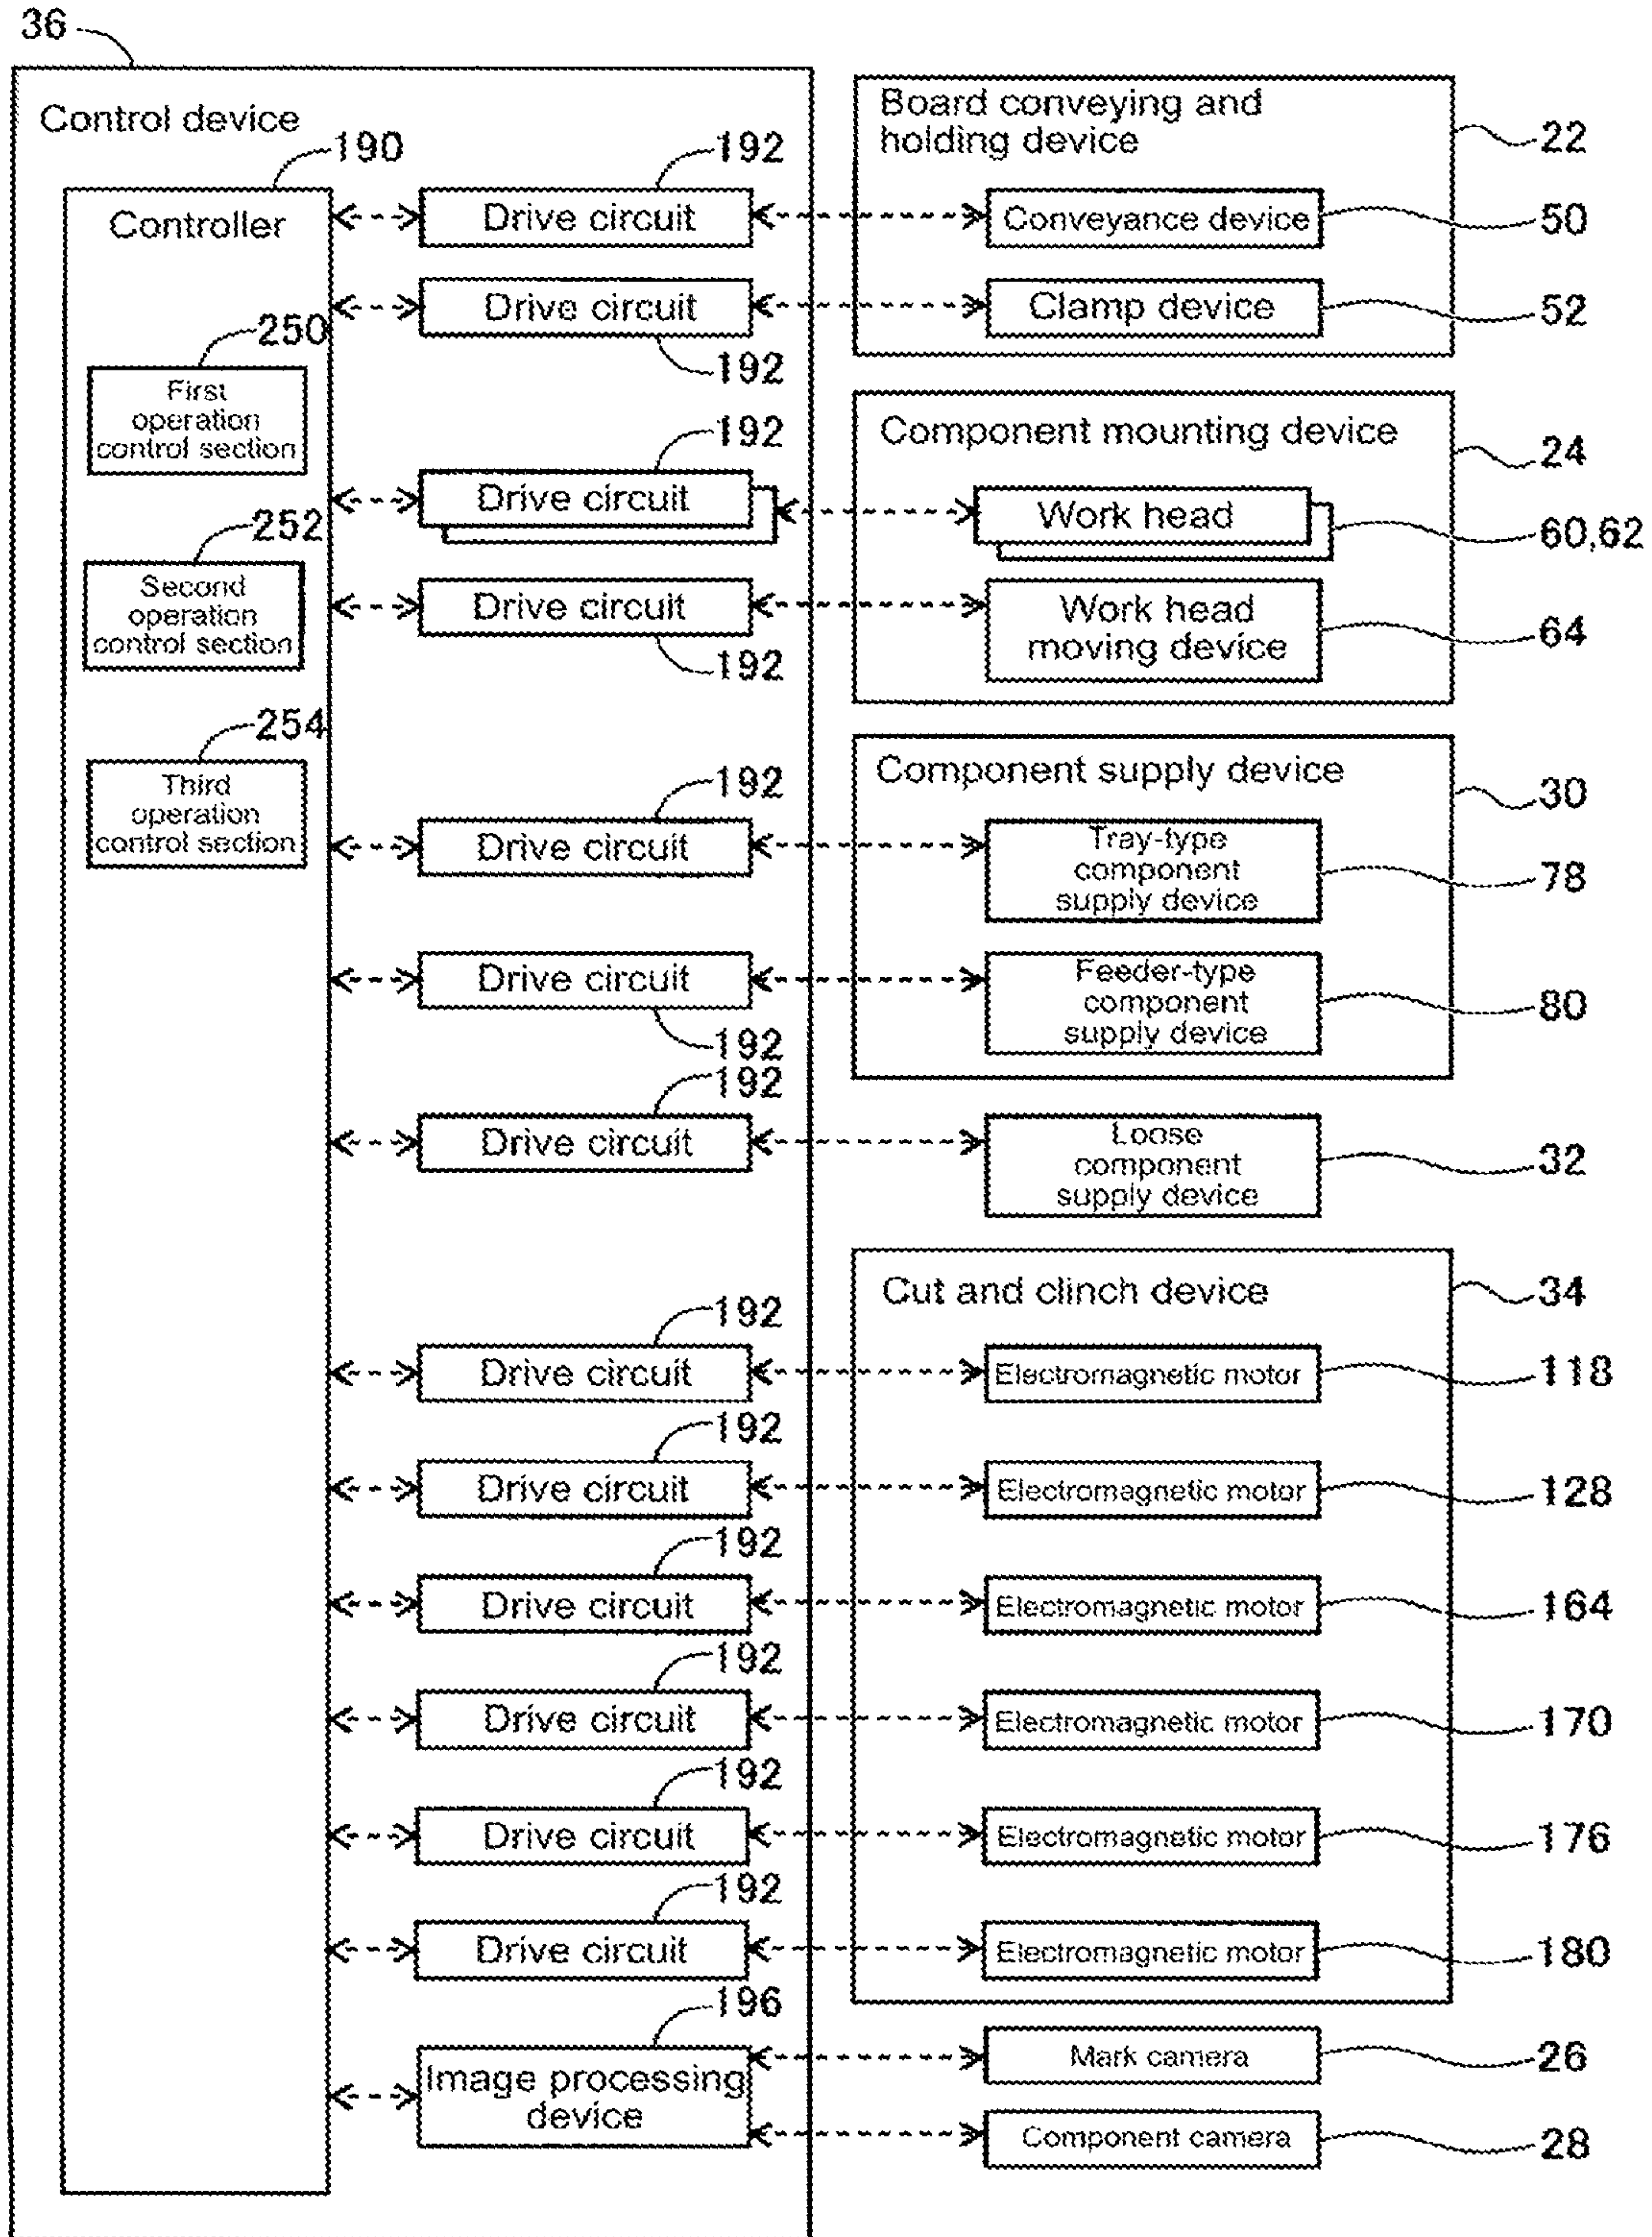 36
Control device
190
Controller
250
First
operation
control section
252
Second
operation
control section
254
Third
operation
control section
192
Drive circuit
Drive circuit
192
192
Drive circuit
Drive circuit
192
192
Drive circuit
Drive circuit
192
192
Drive circuit
192
Drive circuit
192
Drive circuit
192
Drive circuit
192
Drive circuit
192
Drive circuit
192
Drive circuit
196
Image processing
device
Board conveying and
holding device
22
Conveyance device
50
Clamp device
52
Component mounting device
24
Work head
60,62
Work head
moving device
64
Component supply device
30
Tray-type
component
supply device
78
Feeder-type
component
supply device
80
Loose
component
supply device
32
Cut and clinch device
34
Electromagnetic motor
118
Electromagnetic motor
128
Electromagnetic motor
164
Electromagnetic motor
170
Electromagnetic motor
176
Electromagnetic motor
180
Mark camera
26
Component camera
28